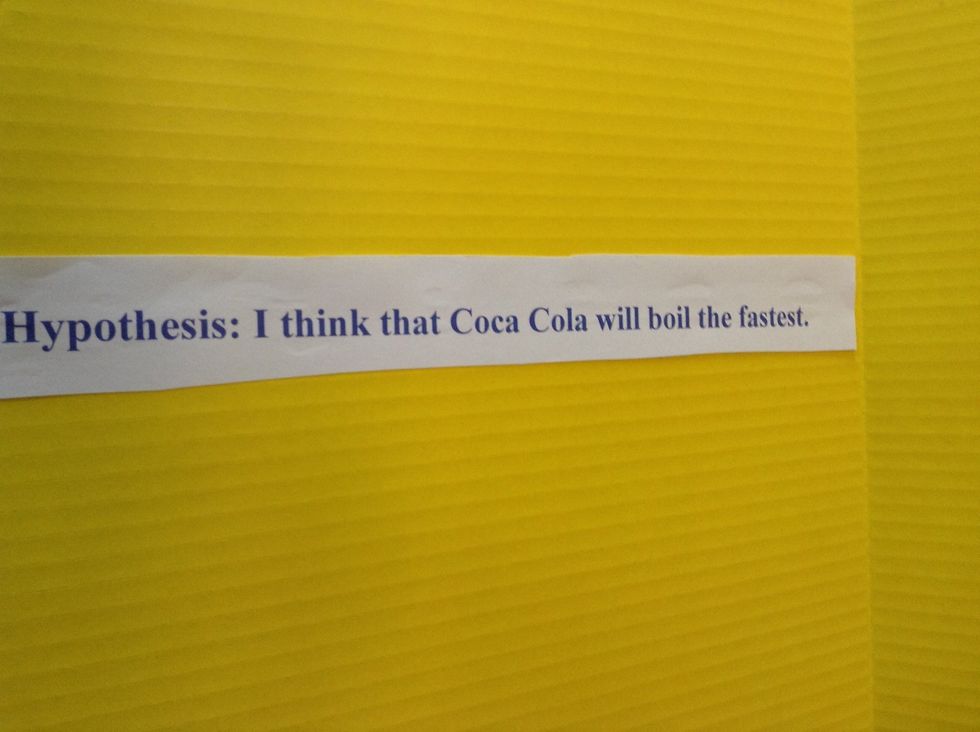 Hypothesis: I think that Coca Cola will boil the fastest.